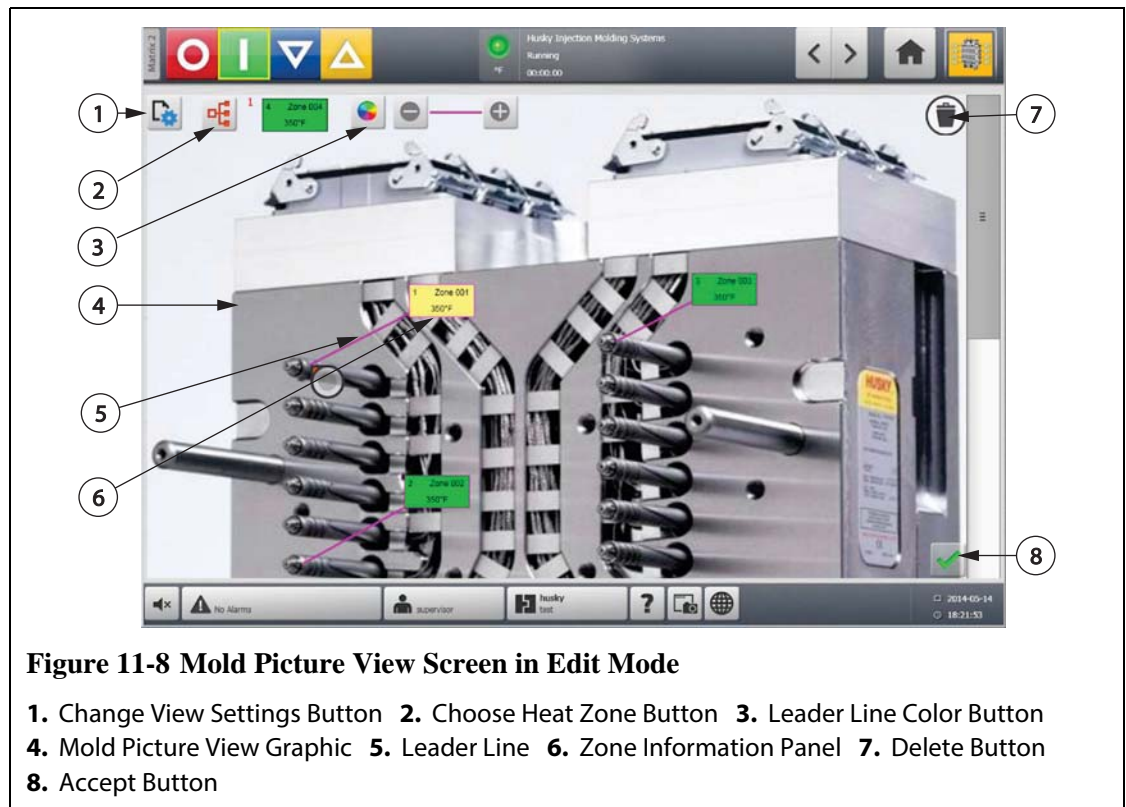 Matrix 2
Husky Injection Molding Systems
Running
°F
00:00.00
1
4 Zone 004
350°F
1
2
3
4
5
6
7
8
1 Zone 001
350°F
3 Zone 003
350°F
2 Zone 002
350°F
HUSKY
No Alarms
supervisor
husky
test
?
2014-05-14
18:21:53
Figure 11-8 Mold Picture View Screen in Edit Mode
1. Change View Settings Button 2. Choose Heat Zone Button 3. Leader Line Color Button
4. Mold Picture View Graphic 5. Leader Line 6. Zone Information Panel 7. Delete Button
8. Accept Button